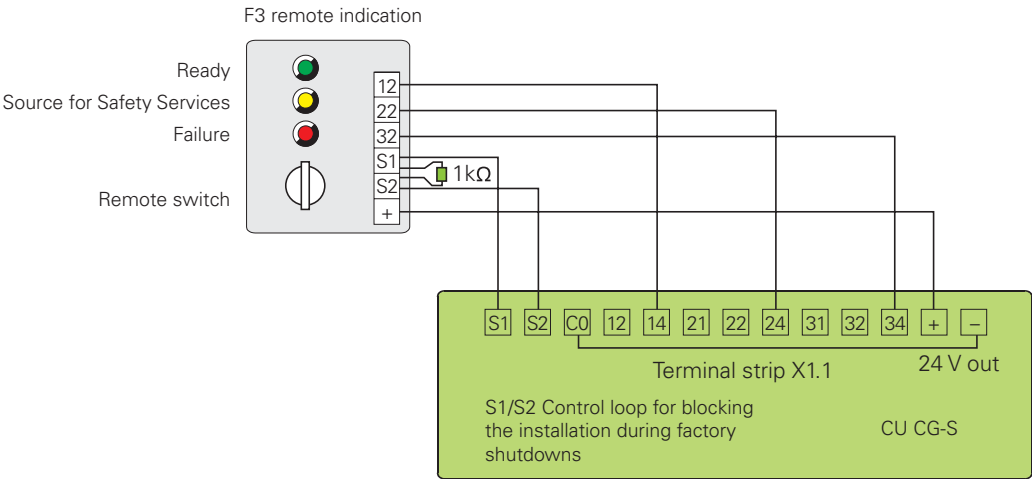 F3 remote indication
Ready
Source for Safety Services
Failure
Remote switch
12
22
32
S1
S2
+
1kΩ
S1 S2 C0 12 14 21 22 24 31 32 34 + –
Terminal strip X1.1
24 V out
S1/S2 Control loop for blocking
the installation during factory
shutdowns
CU CG-S